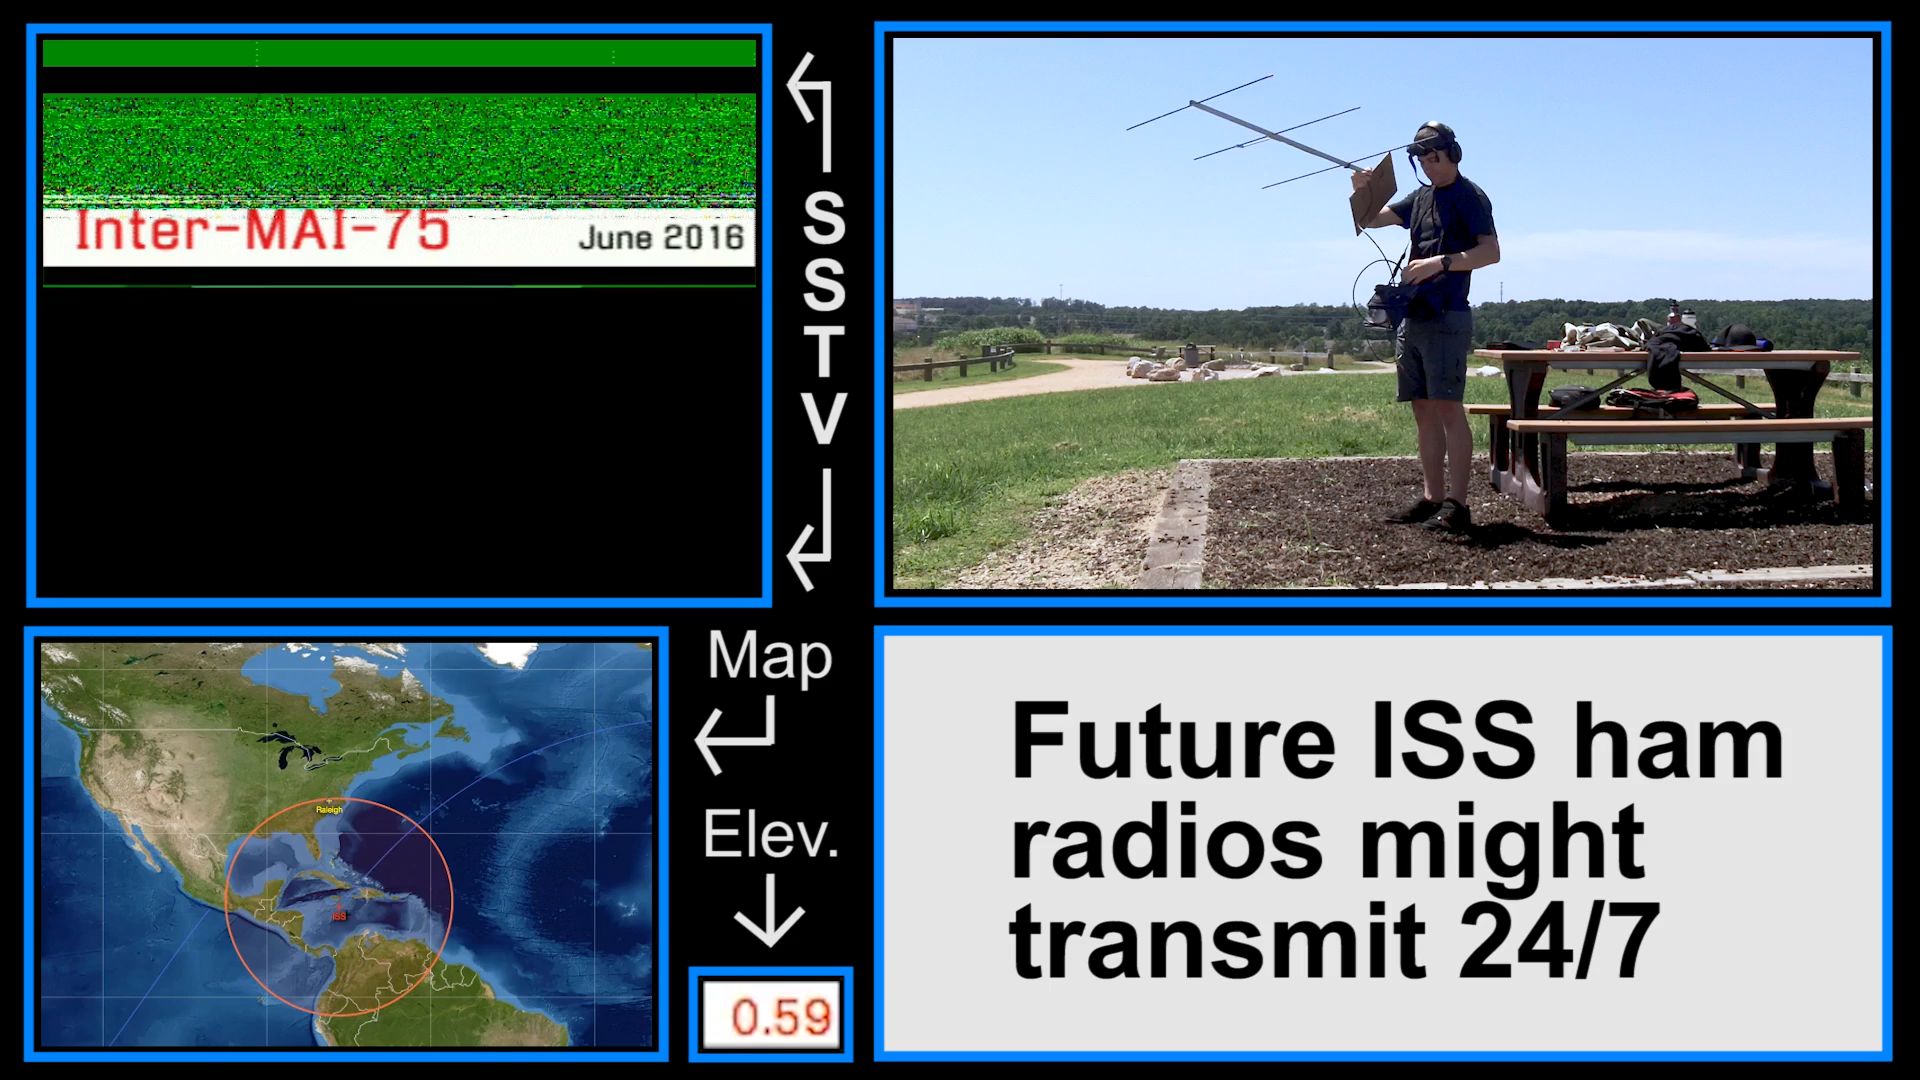 Inter-MAI-75
June 2016
SSTV
Map
Elev.
0.59
Raleigh
ISS
Future ISS ham
radios might
transmit 24/7